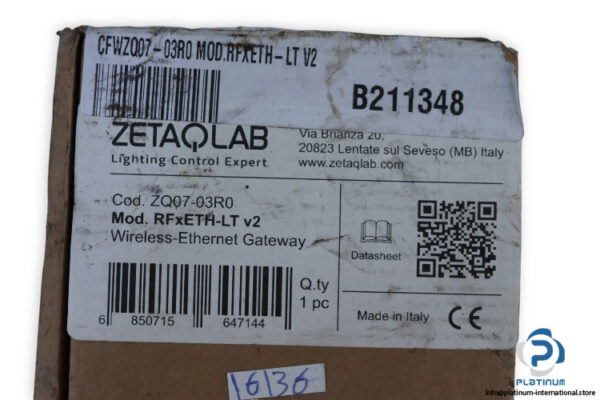 CFWZQ07-03R0 MOD.RFXETH-LT V2
B211348
ZETAQLAB
Lighting Control Expert
Via Brianza 20,
20823 Lentate sul Seveso (MB) Italy
www.zetaqlab.com
Cod. ZQ07-03R0
Mod. RFxETH-LT v2
Wireless-Ethernet Gateway
Datasheet
6 850715 647144
Q.ty
1 pc
Made in Italy CE
16136
PLATINUM
info@platinum-international.store